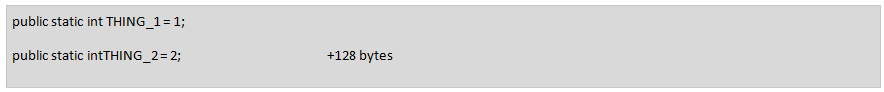 public static int THING_1 = 1;
public static intTHING_2 = 2; +128 bytes